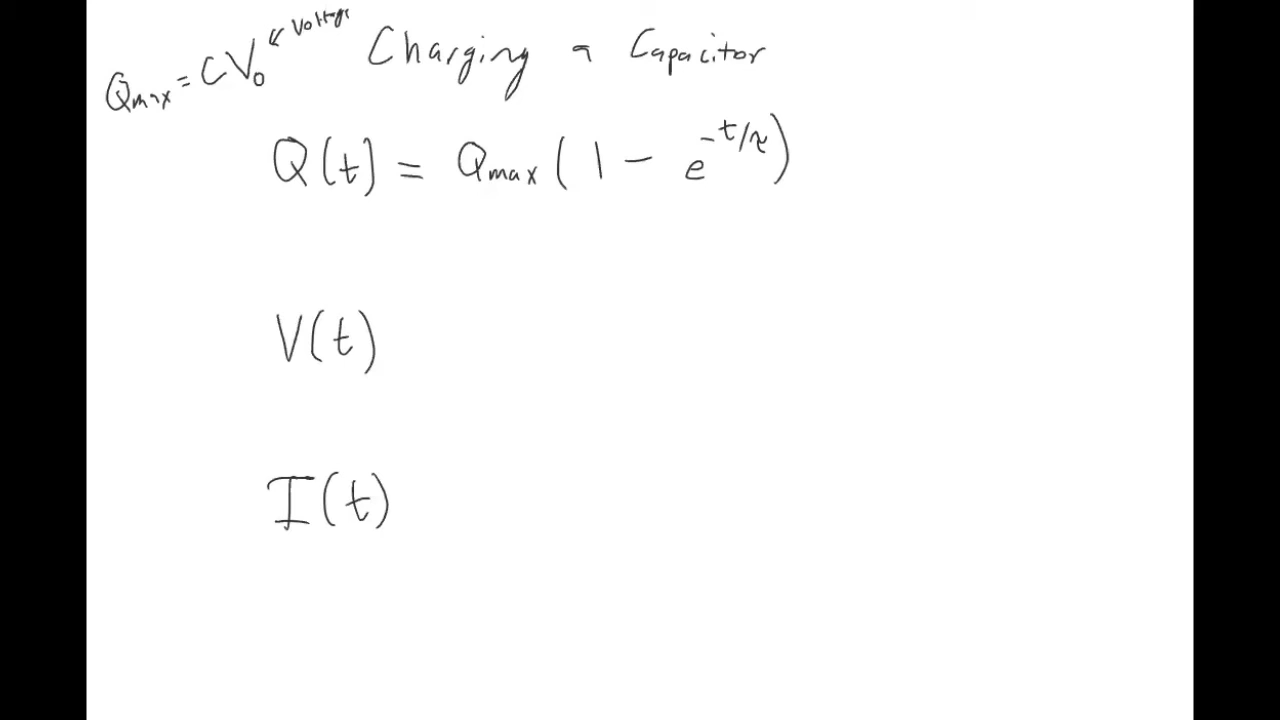 Qmax = CV₀ ↙ Voltage
Charging a Capacitor
Q(t) = Qmax(1 − e^(−t/τ))
V(t)
I(t)